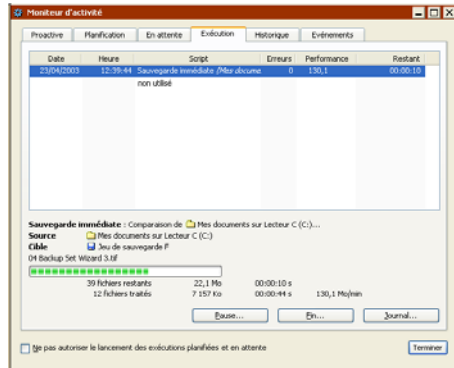 Moniteur d'activité
Proactive Planification En attente Exécution Historique Evénements
Date Heure Script Erreurs Performance Restant
23/04/2003 12:39:44 Sauvegarde immédiate (Mes docume 0 130,1 00:00:10
non utilisé
Sauvegarde immédiate : Comparaison de Mes documents sur Lecteur C (C:)...
Source Mes documents sur Lecteur C (C:)
Cible Jeu de sauvegarde F
04 Backup Set Wizard 3.tif
39 fichiers restants 22,1 Mo 00:00:10 s
12 fichiers traités 7 157 Ko 00:00:44 s 130,1 Mo/min
Pause... Fin... Journal...
Ne pas autoriser le lancement des exécutions planifiées et en attente
Terminer